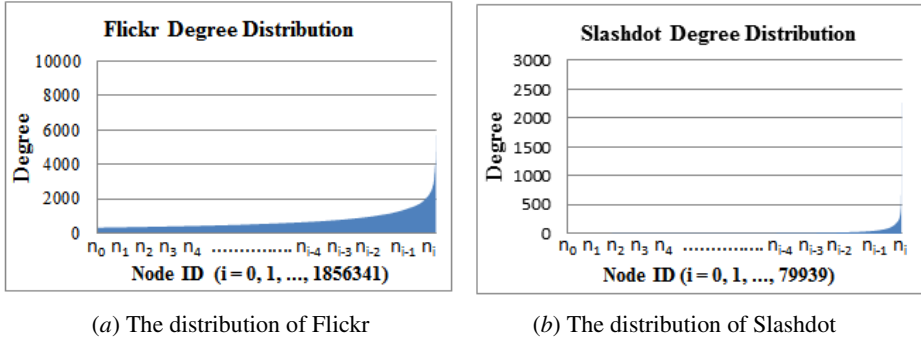 Flickr Degree Distribution
10000
8000
6000
4000
2000
0
Degree
n0 n1 n2 n3 n4 ............... ni-4 ni-3 ni-2 ni-1 ni
Node ID (i = 0, 1, ..., 1856341)
(a) The distribution of Flickr
Slashdot Degree Distribution
3000
2500
2000
1500
1000
500
0
Degree
n0 n1 n2 n3 n4 ............... ni-4 ni-3 ni-2 ni-1 ni
Node ID (i = 0, 1, ..., 79939)
(b) The distribution of Slashdot